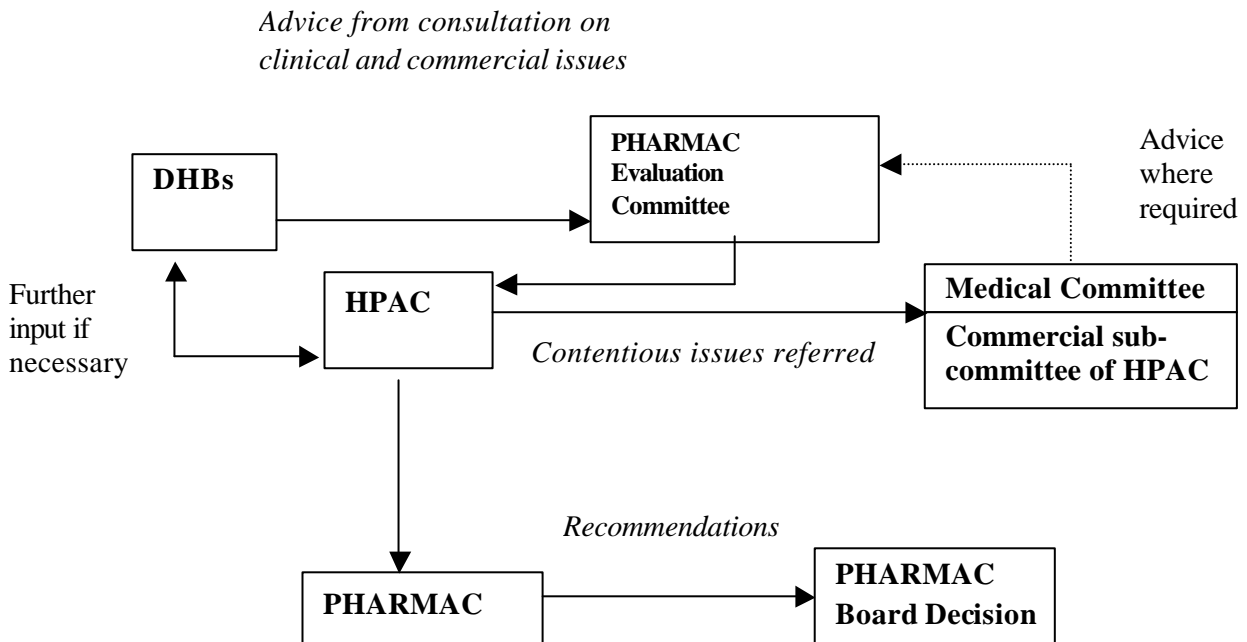 Advice from consultation on
clinical and commercial issues
DHBs
PHARMAC
Evaluation
Committee
Advice
where
required
Further
input if
necessary
HPAC
Contentious issues referred
Medical Committee
Commercial sub-
committee of HPAC
Recommendations
PHARMAC
PHARMAC
Board Decision